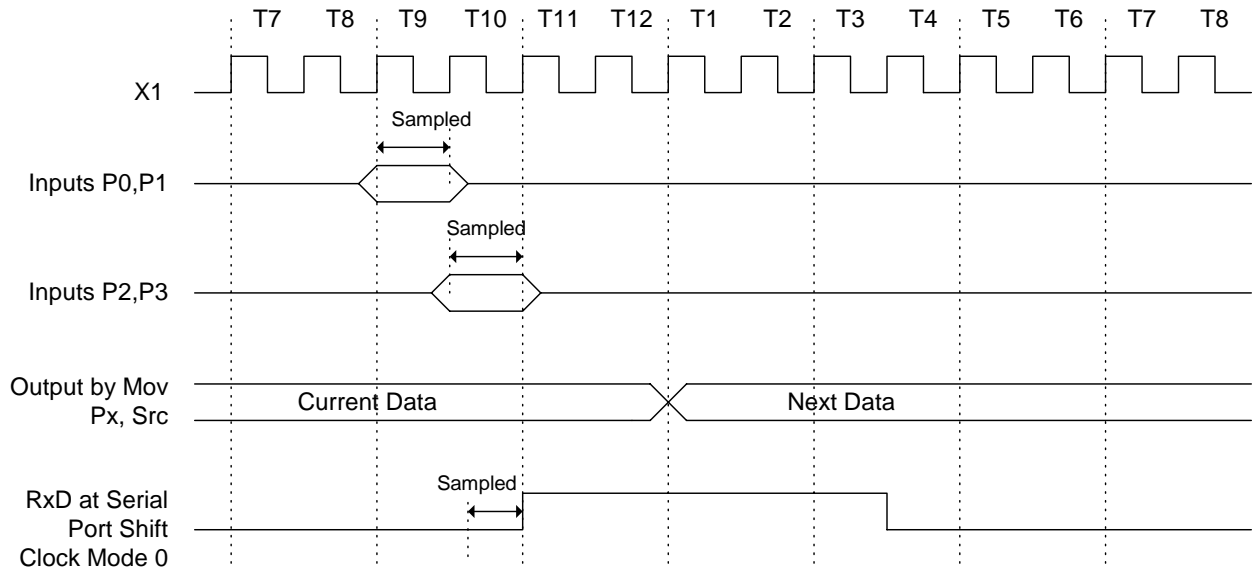 T7 T8 T9 T10 T11 T12 T1 T2 T3 T4 T5 T6 T7 T8
X1
Sampled
Inputs P0,P1
Sampled
Inputs P2,P3
Output by Mov
Px, Src
Current Data
Next Data
Sampled
RxD at Serial
Port Shift
Clock Mode 0